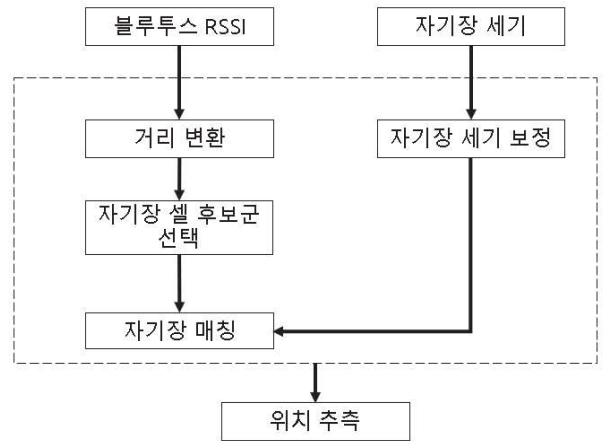 블루투스 RSSI
자기장 세기
거리 변환
자기장 세기 보정
자기장 셀 후보군
선택
자기장 매칭
위치 추측